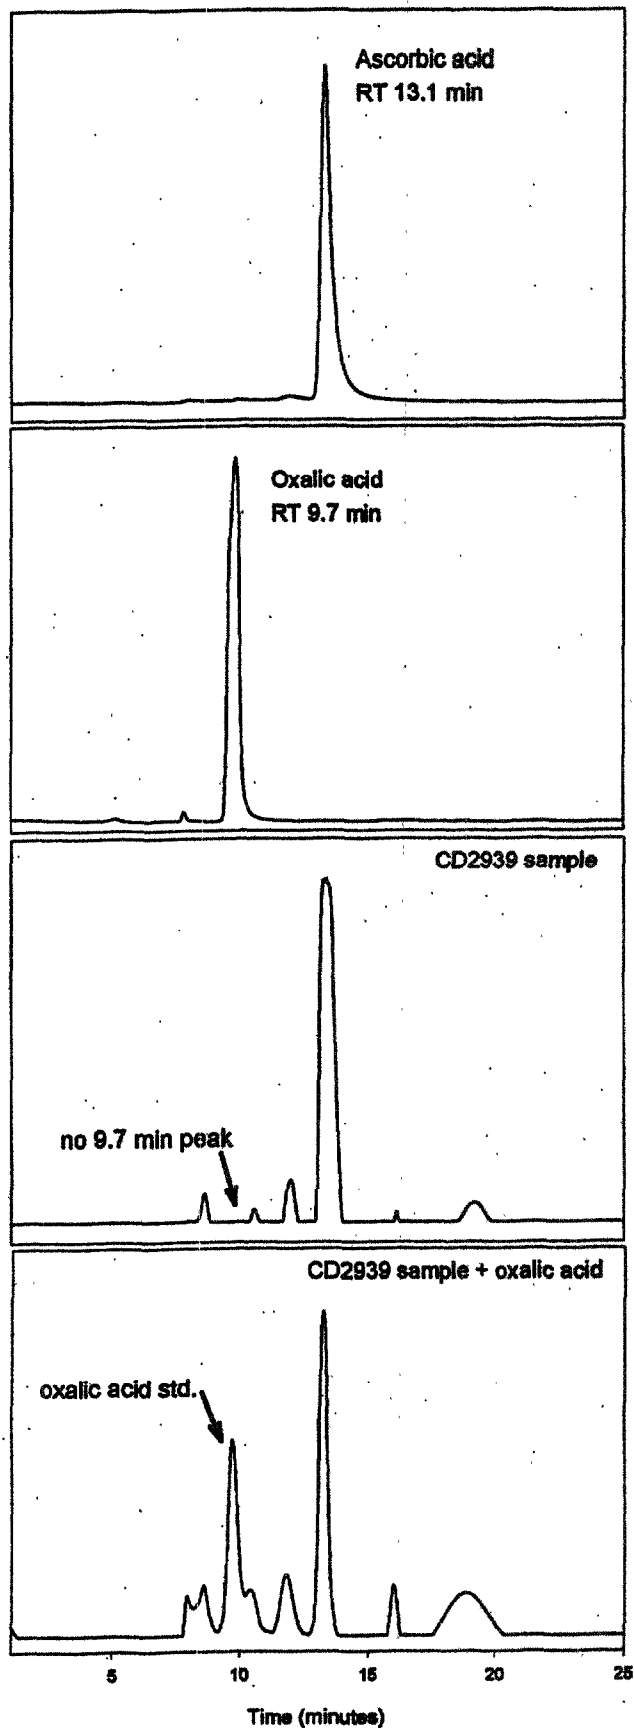 Ascorbic acid
RT 13.1 min
Oxalic acid
RT 9.7 min
CD2939 sample
no 9.7 min peak
CD2939 sample + oxalic acid
oxalic acid std.
5 10 15 20 25
Time (minutes)